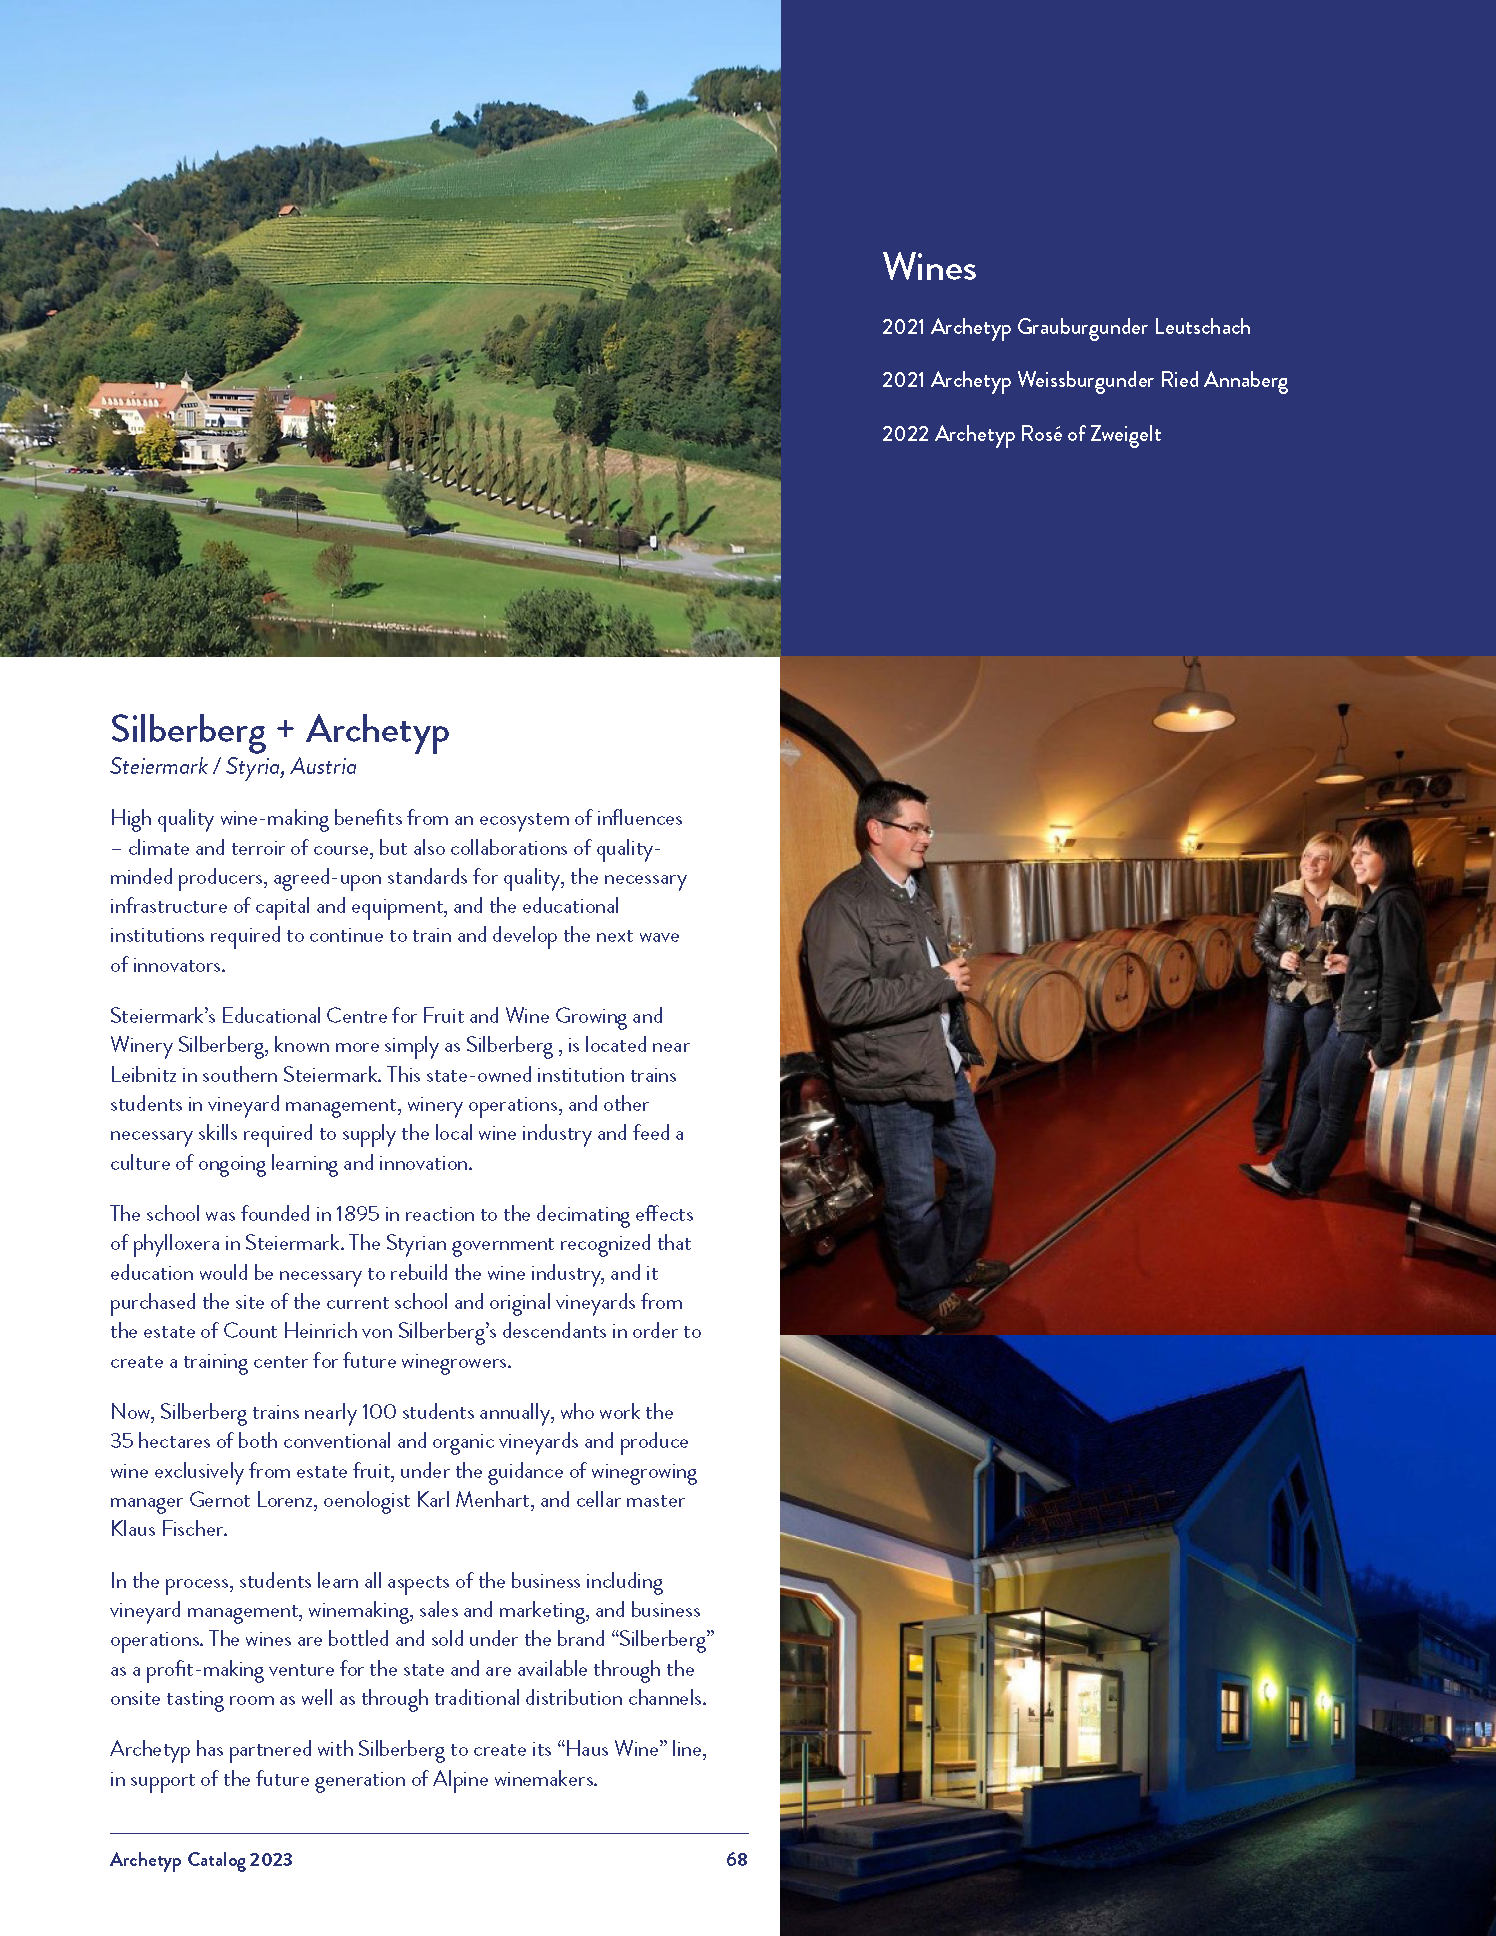 Wines
2021 Archetyp Grauburgunder Leutschach
2021 Archetyp Weissburgunder Ried Annaberg
2022 Archetyp Rosé of Zweigelt
Silberberg + Archetyp
Steiermark / Styria, Austria
High quality wine-making benefits from an ecosystem of influences
– climate and terroir of course, but also collaborations of quality-
minded producers, agreed-upon standards for quality, the necessary
infrastructure of capital and equipment, and the educational
institutions required to continue to train and develop the next wave
of innovators.
Steiermark’s Educational Centre for Fruit and Wine Growing and
Winery Silberberg, known more simply as Silberberg , is located near
Leibnitz in southern Steiermark. This state-owned institution trains
students in vineyard management, winery operations, and other
necessary skills required to supply the local wine industry and feed a
culture of ongoing learning and innovation.
The school was founded in 1895 in reaction to the decimating effects
of phylloxera in Steiermark. The Styrian government recognized that
education would be necessary to rebuild the wine industry, and it
purchased the site of the current school and original vineyards from
the estate of Count Heinrich von Silberberg’s descendants in order to
create a training center for future winegrowers.
Now, Silberberg trains nearly 100 students annually, who work the
35 hectares of both conventional and organic vineyards and produce
wine exclusively from estate fruit, under the guidance of winegrowing
manager Gernot Lorenz, oenologist Karl Menhart, and cellar master
Klaus Fischer.
In the process, students learn all aspects of the business including
vineyard management, winemaking, sales and marketing, and business
operations. The wines are bottled and sold under the brand “Silberberg”
as a profit-making venture for the state and are available through the
onsite tasting room as well as through traditional distribution channels.
Archetyp has partnered with Silberberg to create its “Haus Wine” line,
in support of the future generation of Alpine winemakers.
Archetyp Catalog 2023 68